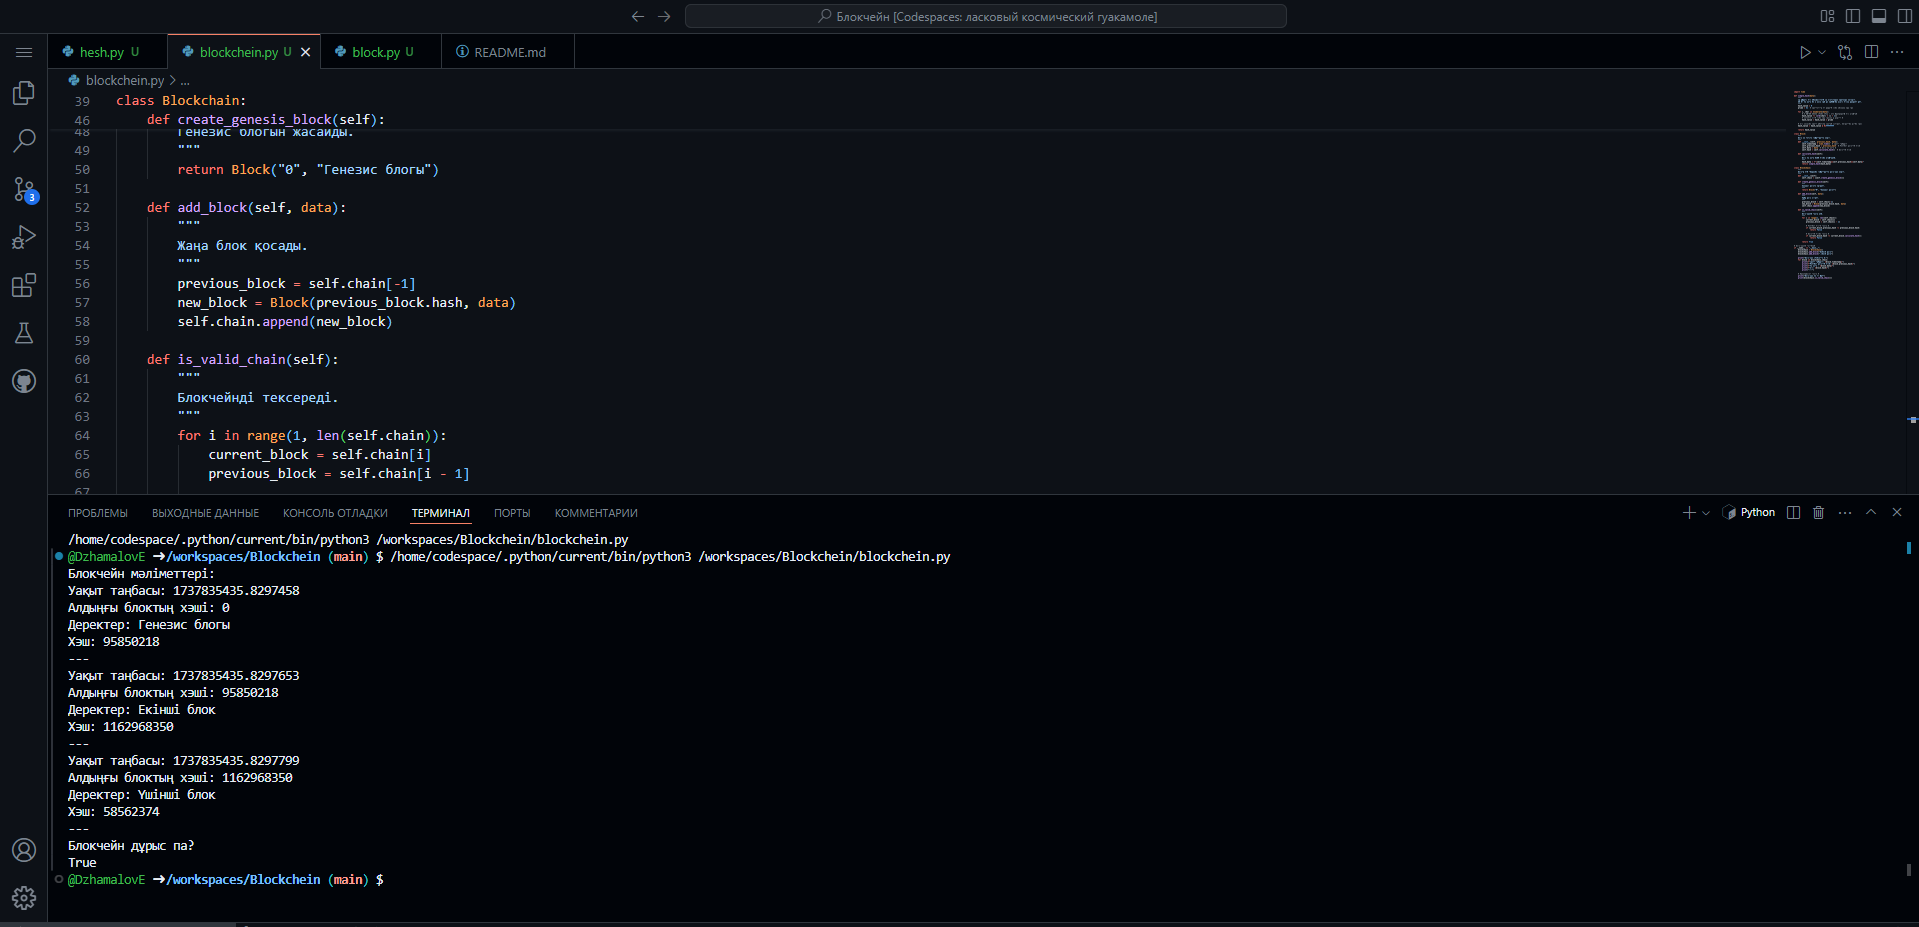 Блокчейн [Codespaces: ласковый космический гуакамоле]
hesh.py U
blockchein.py U
block.py U
README.md
blockchein.py > ...
39 class Blockchain:
46 def create_genesis_block(self):
48 Генезис блогын жасайды.
49 """
50 return Block("0", "Генезис блогы")
51
52 def add_block(self, data):
53 """
54 Жаңа блок қосады.
55 """
56 previous_block = self.chain[-1]
57 new_block = Block(previous_block.hash, data)
58 self.chain.append(new_block)
59
60 def is_valid_chain(self):
61 """
62 Блокчейнді тексереді.
63 """
64 for i in range(1, len(self.chain)):
65 current_block = self.chain[i]
66 previous_block = self.chain[i - 1]
67
3
ПРОБЛЕМЫ ВЫХОДНЫЕ ДАННЫЕ КОНСОЛЬ ОТЛАДКИ ТЕРМИНАЛ ПОРТЫ КОММЕНТАРИИ
Python
/home/codespace/.python/current/bin/python3 /workspaces/Blockchein/blockchein.py
@DzhamalovE ➜/workspaces/Blockchein (main) $ /home/codespace/.python/current/bin/python3 /workspaces/Blockchein/blockchein.py
Блокчейн мәліметтері:
Уақыт таңбасы: 1737835435.8297458
Алдыңғы блоктың хэші: 0
Деректер: Генезис блогы
Хэш: 95850218
---
Уақыт таңбасы: 1737835435.8297653
Алдыңғы блоктың хэші: 95850218
Деректер: Екінші блок
Хэш: 1162968350
---
Уақыт таңбасы: 1737835435.8297799
Алдыңғы блоктың хэші: 1162968350
Деректер: Үшінші блок
Хэш: 58562374
---
Блокчейн дұрыс па?
True
@DzhamalovE ➜/workspaces/Blockchein (main) $